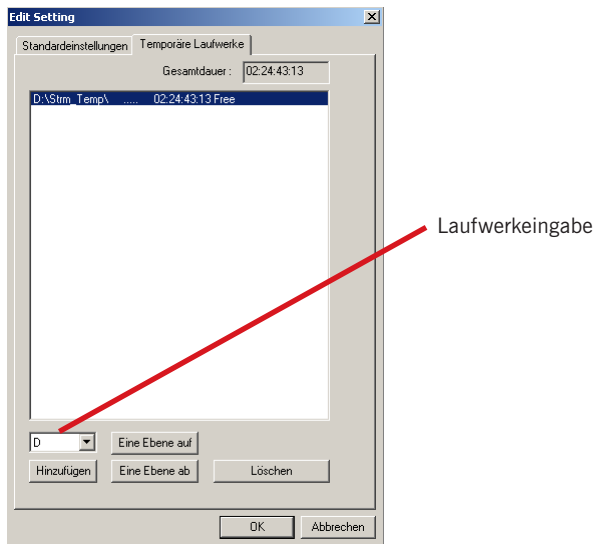 Edit Setting
Standardeinstellungen Temporäre Laufwerke
Gesamtdauer : 02:24:43:13
D:\Strm_Temp\ ..... 02:24:43:13 Free
Laufwerkeingabe
D Eine Ebene auf
Hinzufügen Eine Ebene ab Löschen
OK Abbrechen